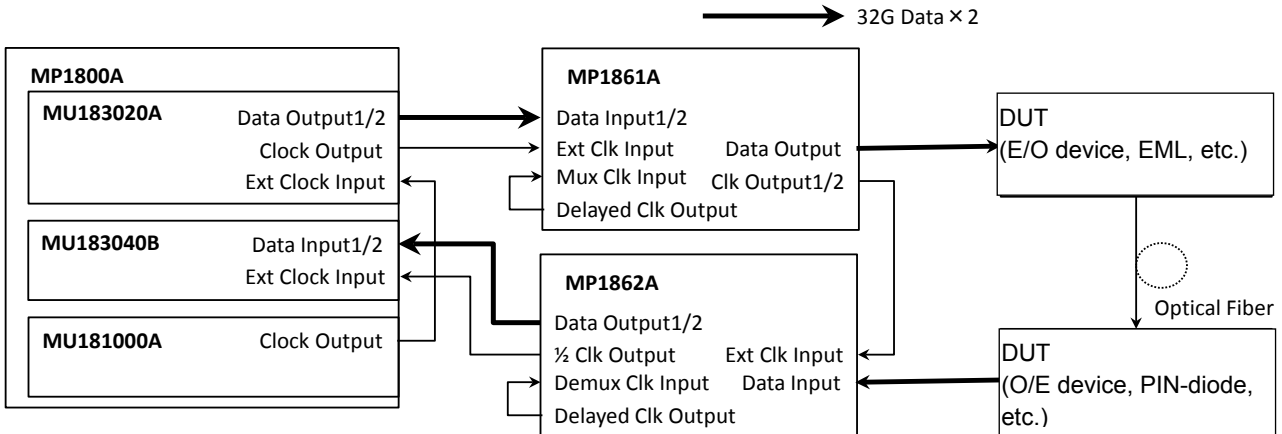 32G Data × 2
MP1800A
MU183020A
Data Output1/2
Clock Output
Ext Clock Input
MU183040B
Data Input1/2
Ext Clock Input
MU181000A
Clock Output
MP1861A
Data Input1/2
Ext Clk Input
Data Output
Mux Clk Input
Clk Output1/2
Delayed Clk Output
MP1862A
Data Output1/2
½ Clk Output
Ext Clk Input
Demux Clk Input
Data Input
Delayed Clk Output
DUT
(E/O device, EML, etc.)
Optical Fiber
DUT
(O/E device, PIN-diode,
etc.)